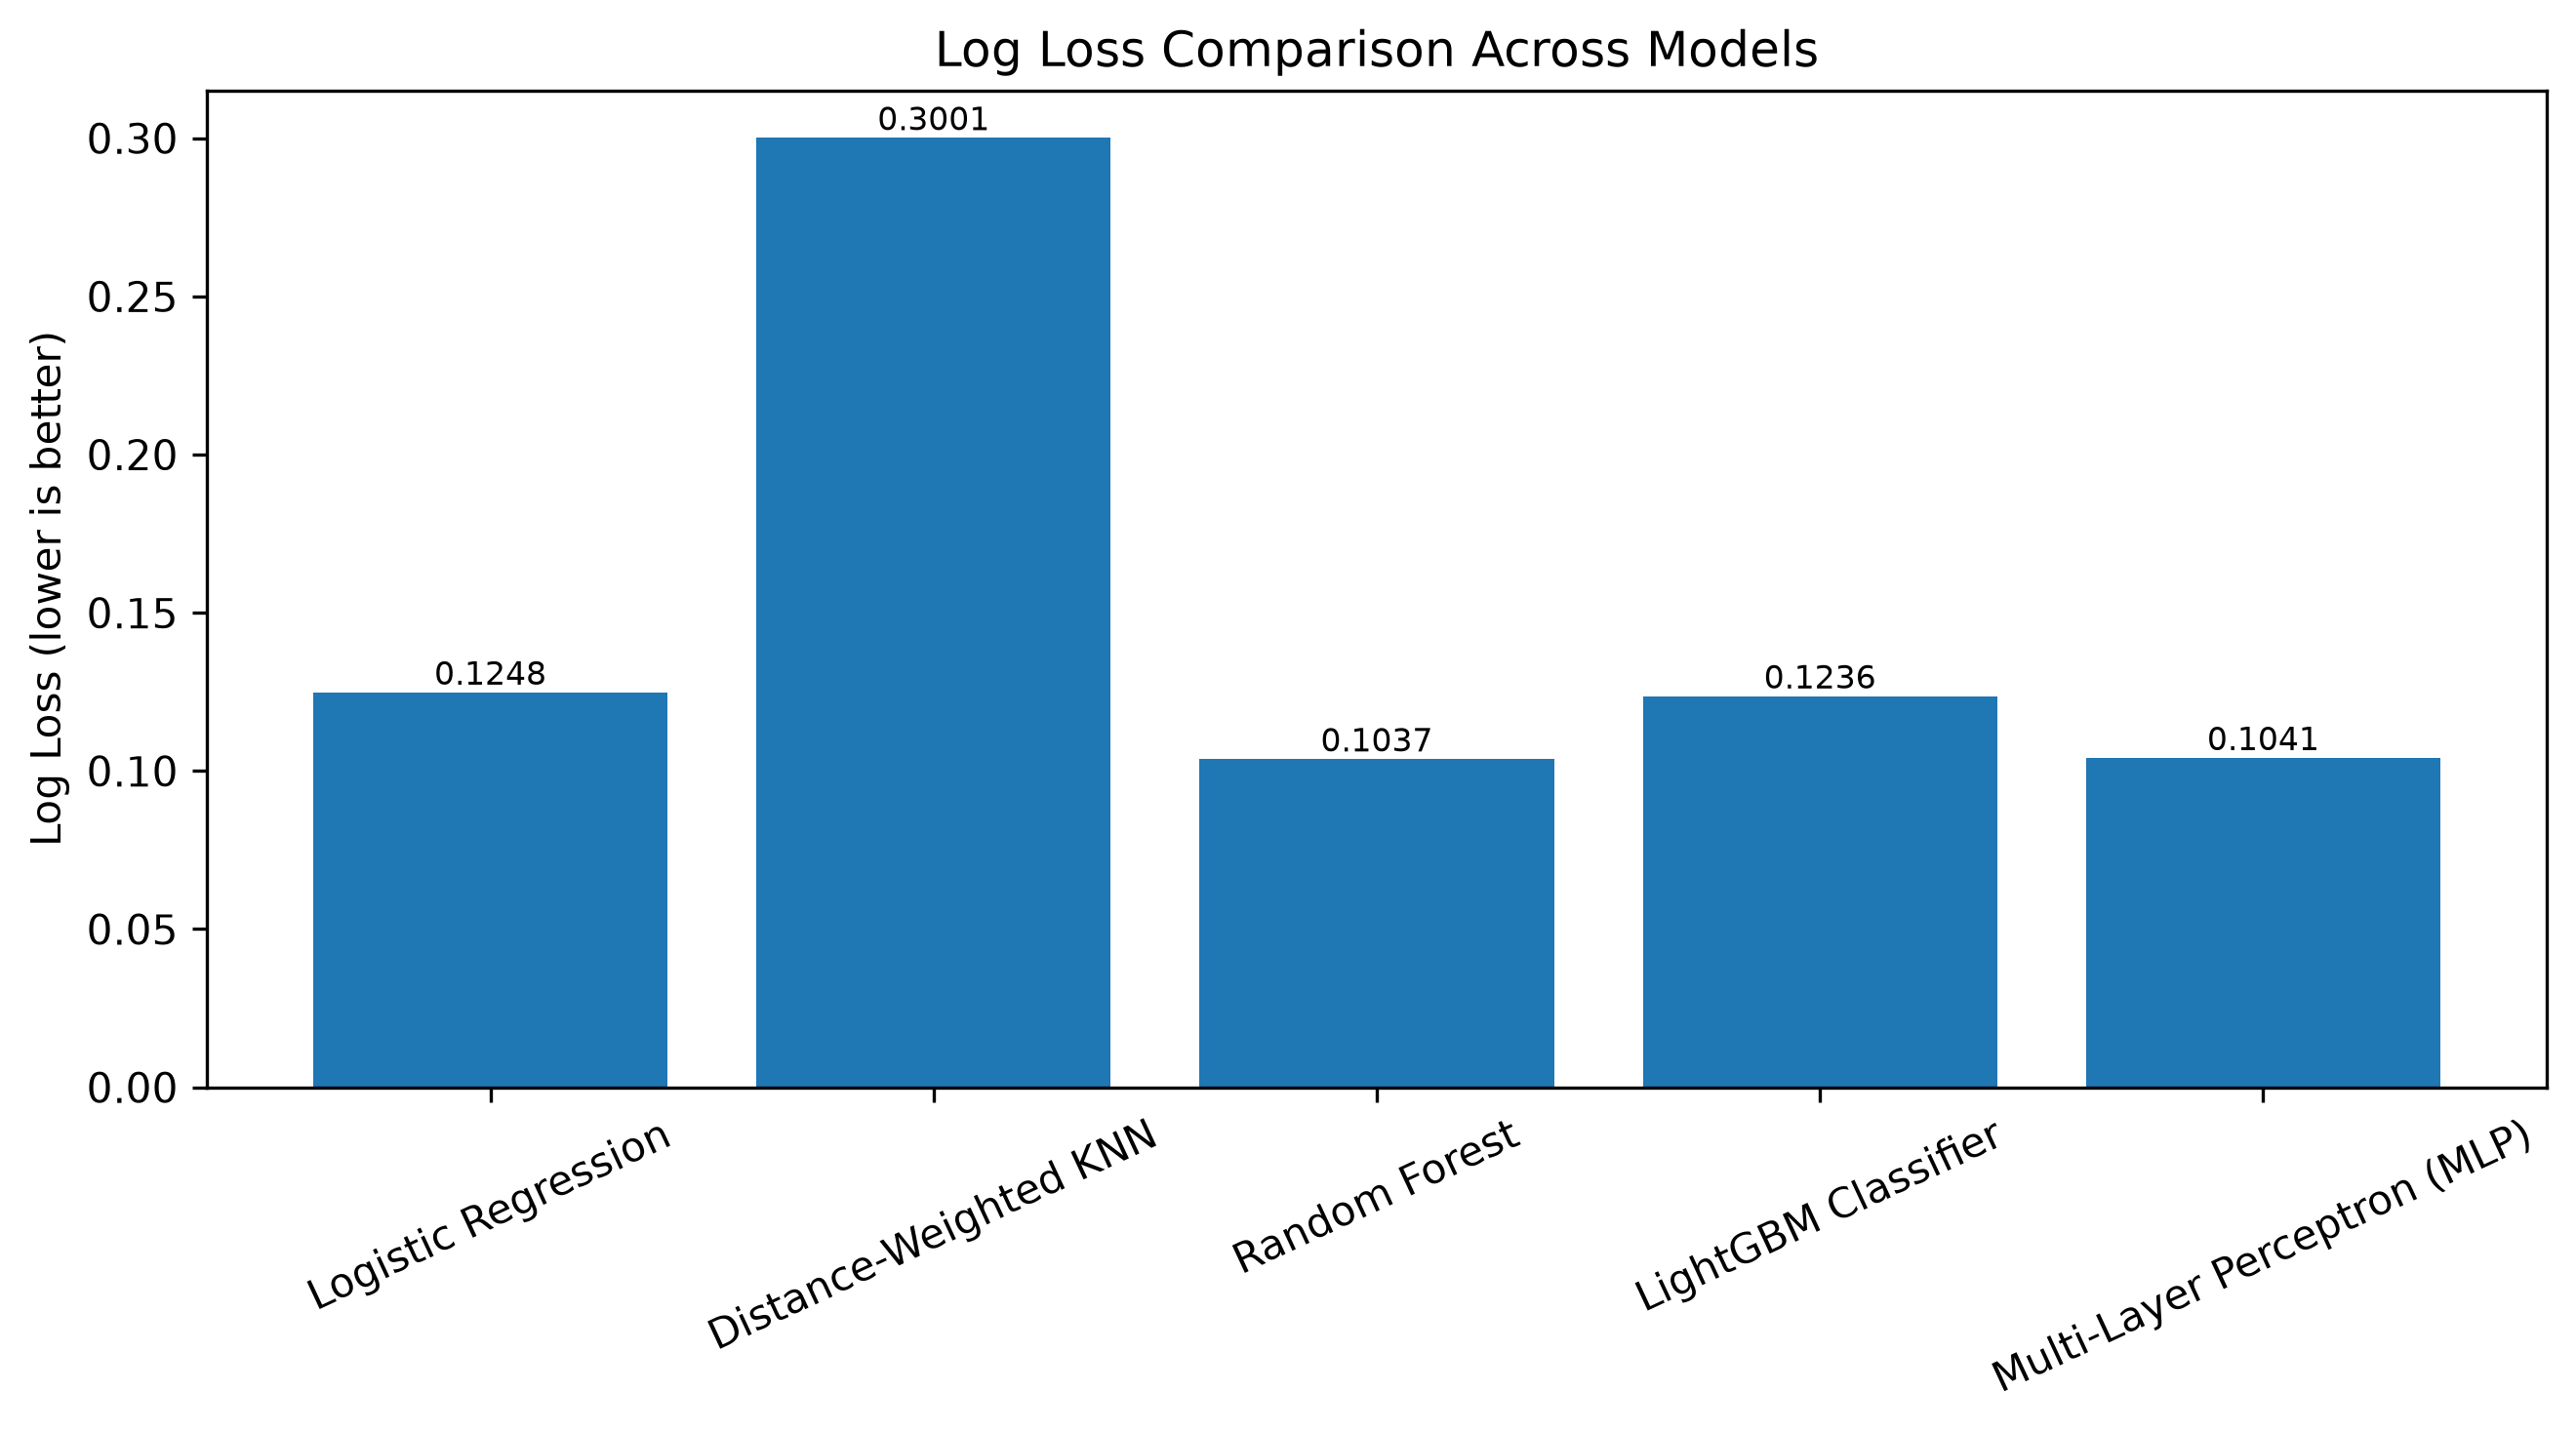 Log Loss Comparison Across Models
Log Loss (lower is better)
0.30
0.25
0.20
0.15
0.10
0.05
0.00
0.1248
0.3001
0.1037
0.1236
0.1041
Logistic Regression
Distance-Weighted KNN
Random Forest
LightGBM Classifier
Multi-Layer Perceptron (MLP)